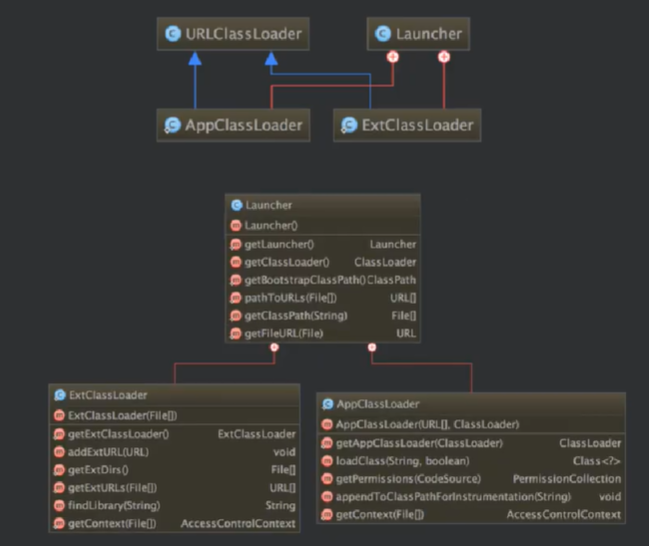 URLClassLoader
Launcher
AppClassLoader
ExtClassLoader
Launcher
Launcher()
getLauncher() Launcher
getClassLoader() ClassLoader
getBootstrapClassPath() ClassPath
pathToURLs(File[]) URL[]
getClassPath(String) File[]
getFileURL(File) URL
ExtClassLoader
ExtClassLoader(File[])
getExtClassLoader() ExtClassLoader
addExtURL(URL) void
getExtDirs() File[]
getExtURLs(File[]) URL[]
findLibrary(String) String
getContext(File[]) AccessControlContext
AppClassLoader
AppClassLoader(URL[], ClassLoader)
getAppClassLoader(ClassLoader) ClassLoader
loadClass(String, boolean) Class<?>
getPermissions(CodeSource) PermissionCollection
appendToClassPathForInstrumentation(String) void
getContext(File[]) AccessControlContext